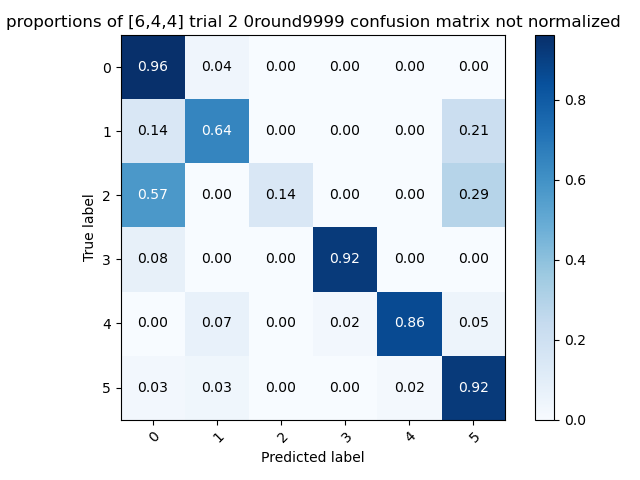 proportions of [6,4,4] trial 2 0round9999 confusion matrix not normalized
0 0.96 0.04 0.00 0.00 0.00 0.00
1 0.14 0.64 0.00 0.00 0.00 0.21
2 0.57 0.00 0.14 0.00 0.00 0.29
3 0.08 0.00 0.00 0.92 0.00 0.00
4 0.00 0.07 0.00 0.02 0.86 0.05
5 0.03 0.03 0.00 0.00 0.02 0.92
0 1 2 3 4 5
True label
Predicted label
0.8
0.6
0.4
0.2
0.0